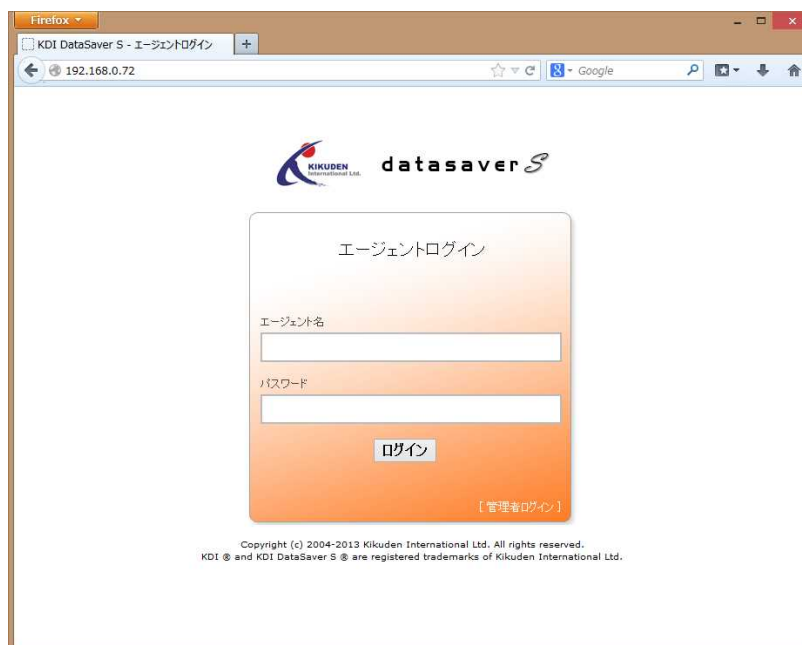 Firefox
KDI DataSaver S - エージェントログイン
192.168.0.72
Google
KIKUDEN
International Ltd.
datasaver S
エージェントログイン
エージェント名
パスワード
ログイン
[ 管理者ログイン ]
Copyright (c) 2004-2013 Kikuden International Ltd. All rights reserved.
KDI ® and KDI DataSaver S ® are registered trademarks of Kikuden International Ltd.